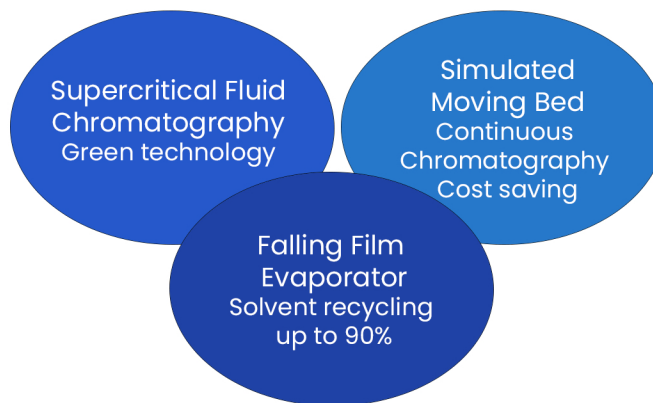 Supercritical Fluid
Chromatography
Green technology
Simulated
Moving Bed
Continuous
Chromatography
Cost saving
Falling Film
Evaporator
Solvent recycling
up to 90%